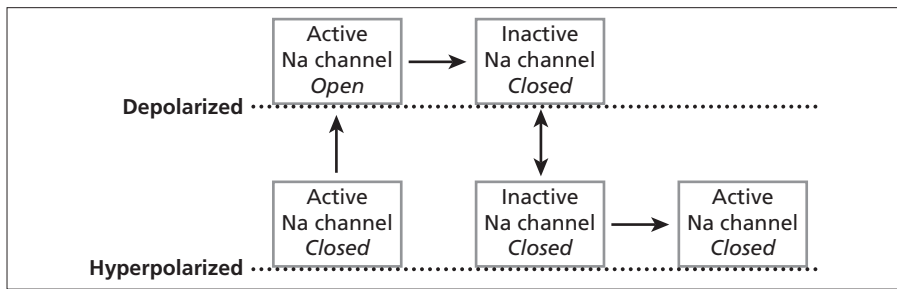 Active
Na channel
Open
Inactive
Na channel
Closed
Depolarized
Active
Na channel
Closed
Inactive
Na channel
Closed
Active
Na channel
Closed
Hyperpolarized